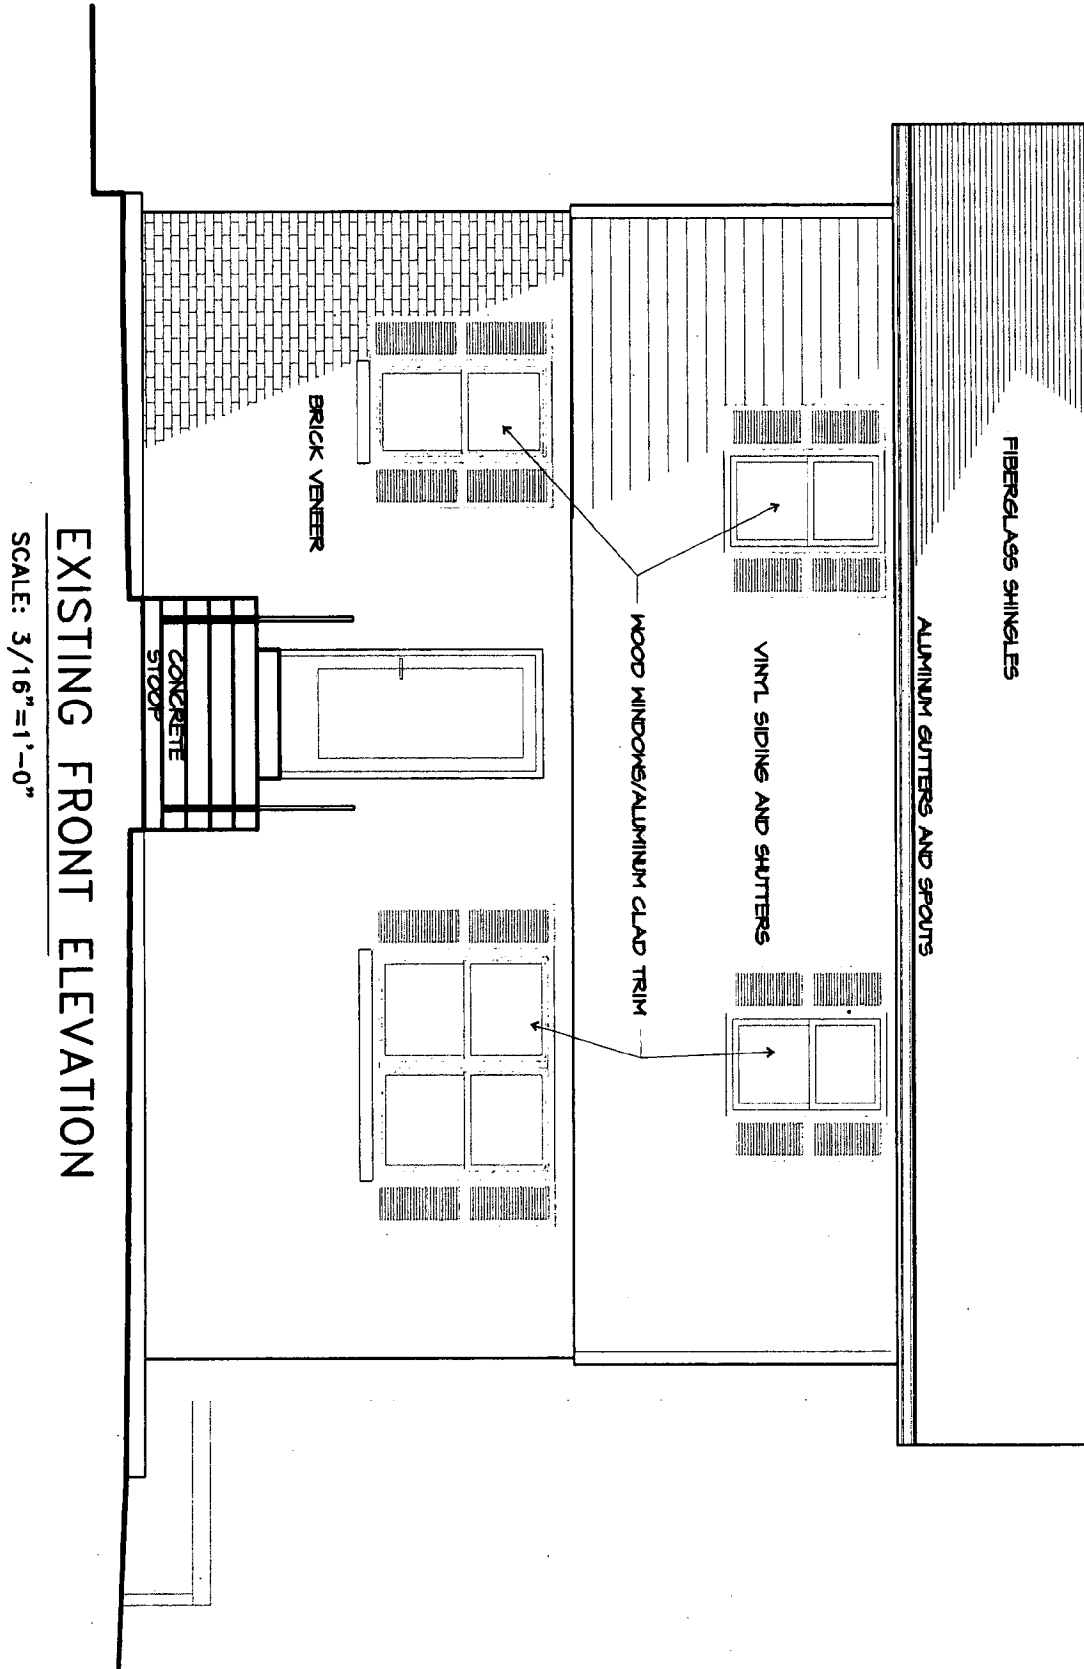 FIBERGLASS SHINGLES
ALUMINUM GUTTERS AND SPOUTS
VINYL SIDING AND SHUTTERS
WOOD WINDOWS/ALUMINUM CLAD TRIM
BRICK VENEER
CONCRETE
STOOP
EXISTING FRONT ELEVATION
SCALE: 3/16"=1'-0"